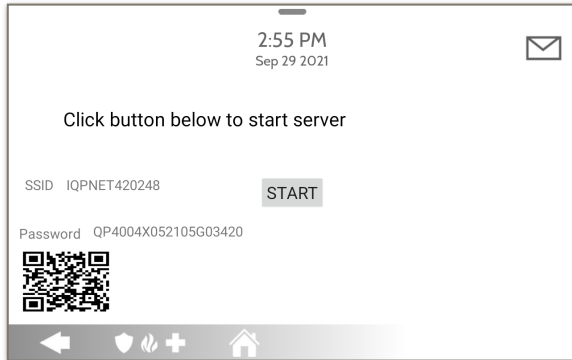 2:55 PM
Sep 29 2021
Click button below to start server
SSID IQPNET420248
START
Password QP4004X052105G03420